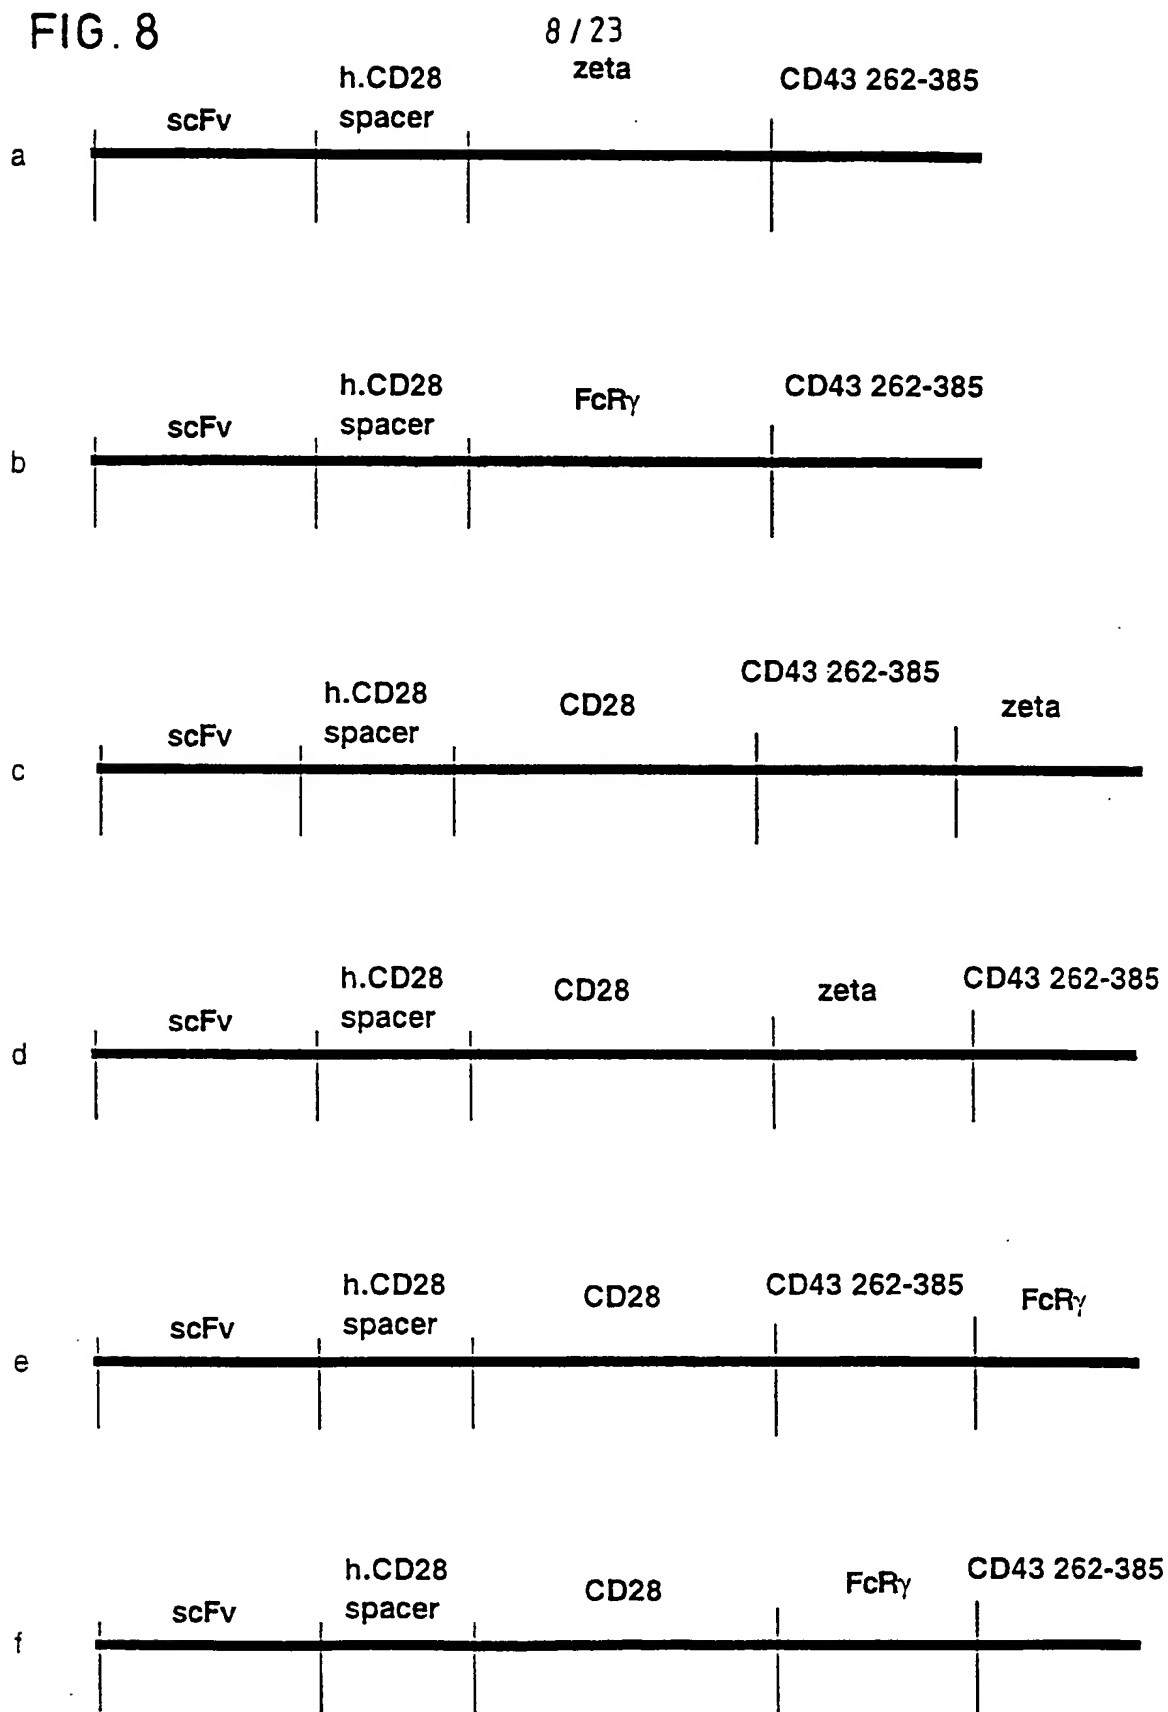 FIG. 8
8/23
zeta
h.CD28
spacer
CD43 262-385
scFv
a
h.CD28
spacer
FcRγ
CD43 262-385
scFv
b
h.CD28
spacer
CD28
CD43 262-385
zeta
scFv
c
h.CD28
spacer
CD28
zeta
CD43 262-385
scFv
d
h.CD28
spacer
CD28
CD43 262-385
FcRγ
scFv
e
h.CD28
spacer
CD28
FcRγ
CD43 262-385
scFv
f